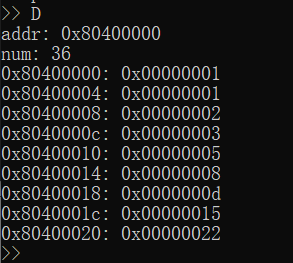 >> D
addr: 0x80400000
num: 36
0x80400000: 0x00000001
0x80400004: 0x00000001
0x80400008: 0x00000002
0x8040000c: 0x00000003
0x80400010: 0x00000005
0x80400014: 0x00000008
0x80400018: 0x0000000d
0x8040001c: 0x00000015
0x80400020: 0x00000022
>>